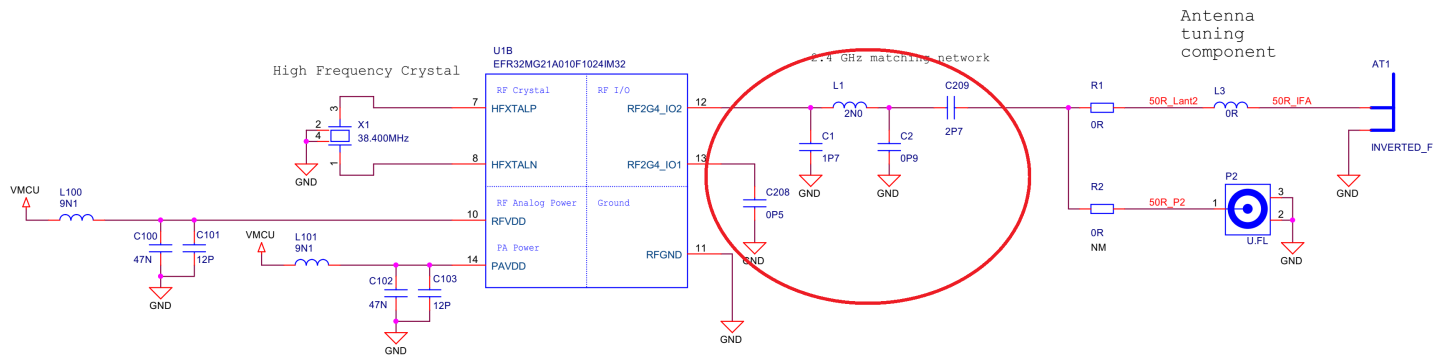 Antenna
tuning
component
High Frequency Crystal
U1B
EFR32MG21A010F1024IM32
2.4 GHz matching network
RF Crystal
RF I/O
7
HFXTALP
RF2G4_IO2
12
3
2
4
1
X1
38.400MHz
GND
8
HFXTALN
RF2G4_IO1
13
L1
2N0
C209
2P7
C1
1P7
GND
C2
0P9
GND
C208
0P5
GND
R1
0R
50R_Lant2
L3
0R
50R_IFA
AT1
INVERTED_F
GND
R2
0R
NM
50R_P2
P2
1
3
2
U.FL
GND
VMCU
L100
9N1
C100
47N
C101
12P
GND
RF Analog Power
Ground
10
RFVDD
VMCU
L101
9N1
PA Power
14
PAVDD
RFGND
11
GND
C102
47N
C103
12P
GND